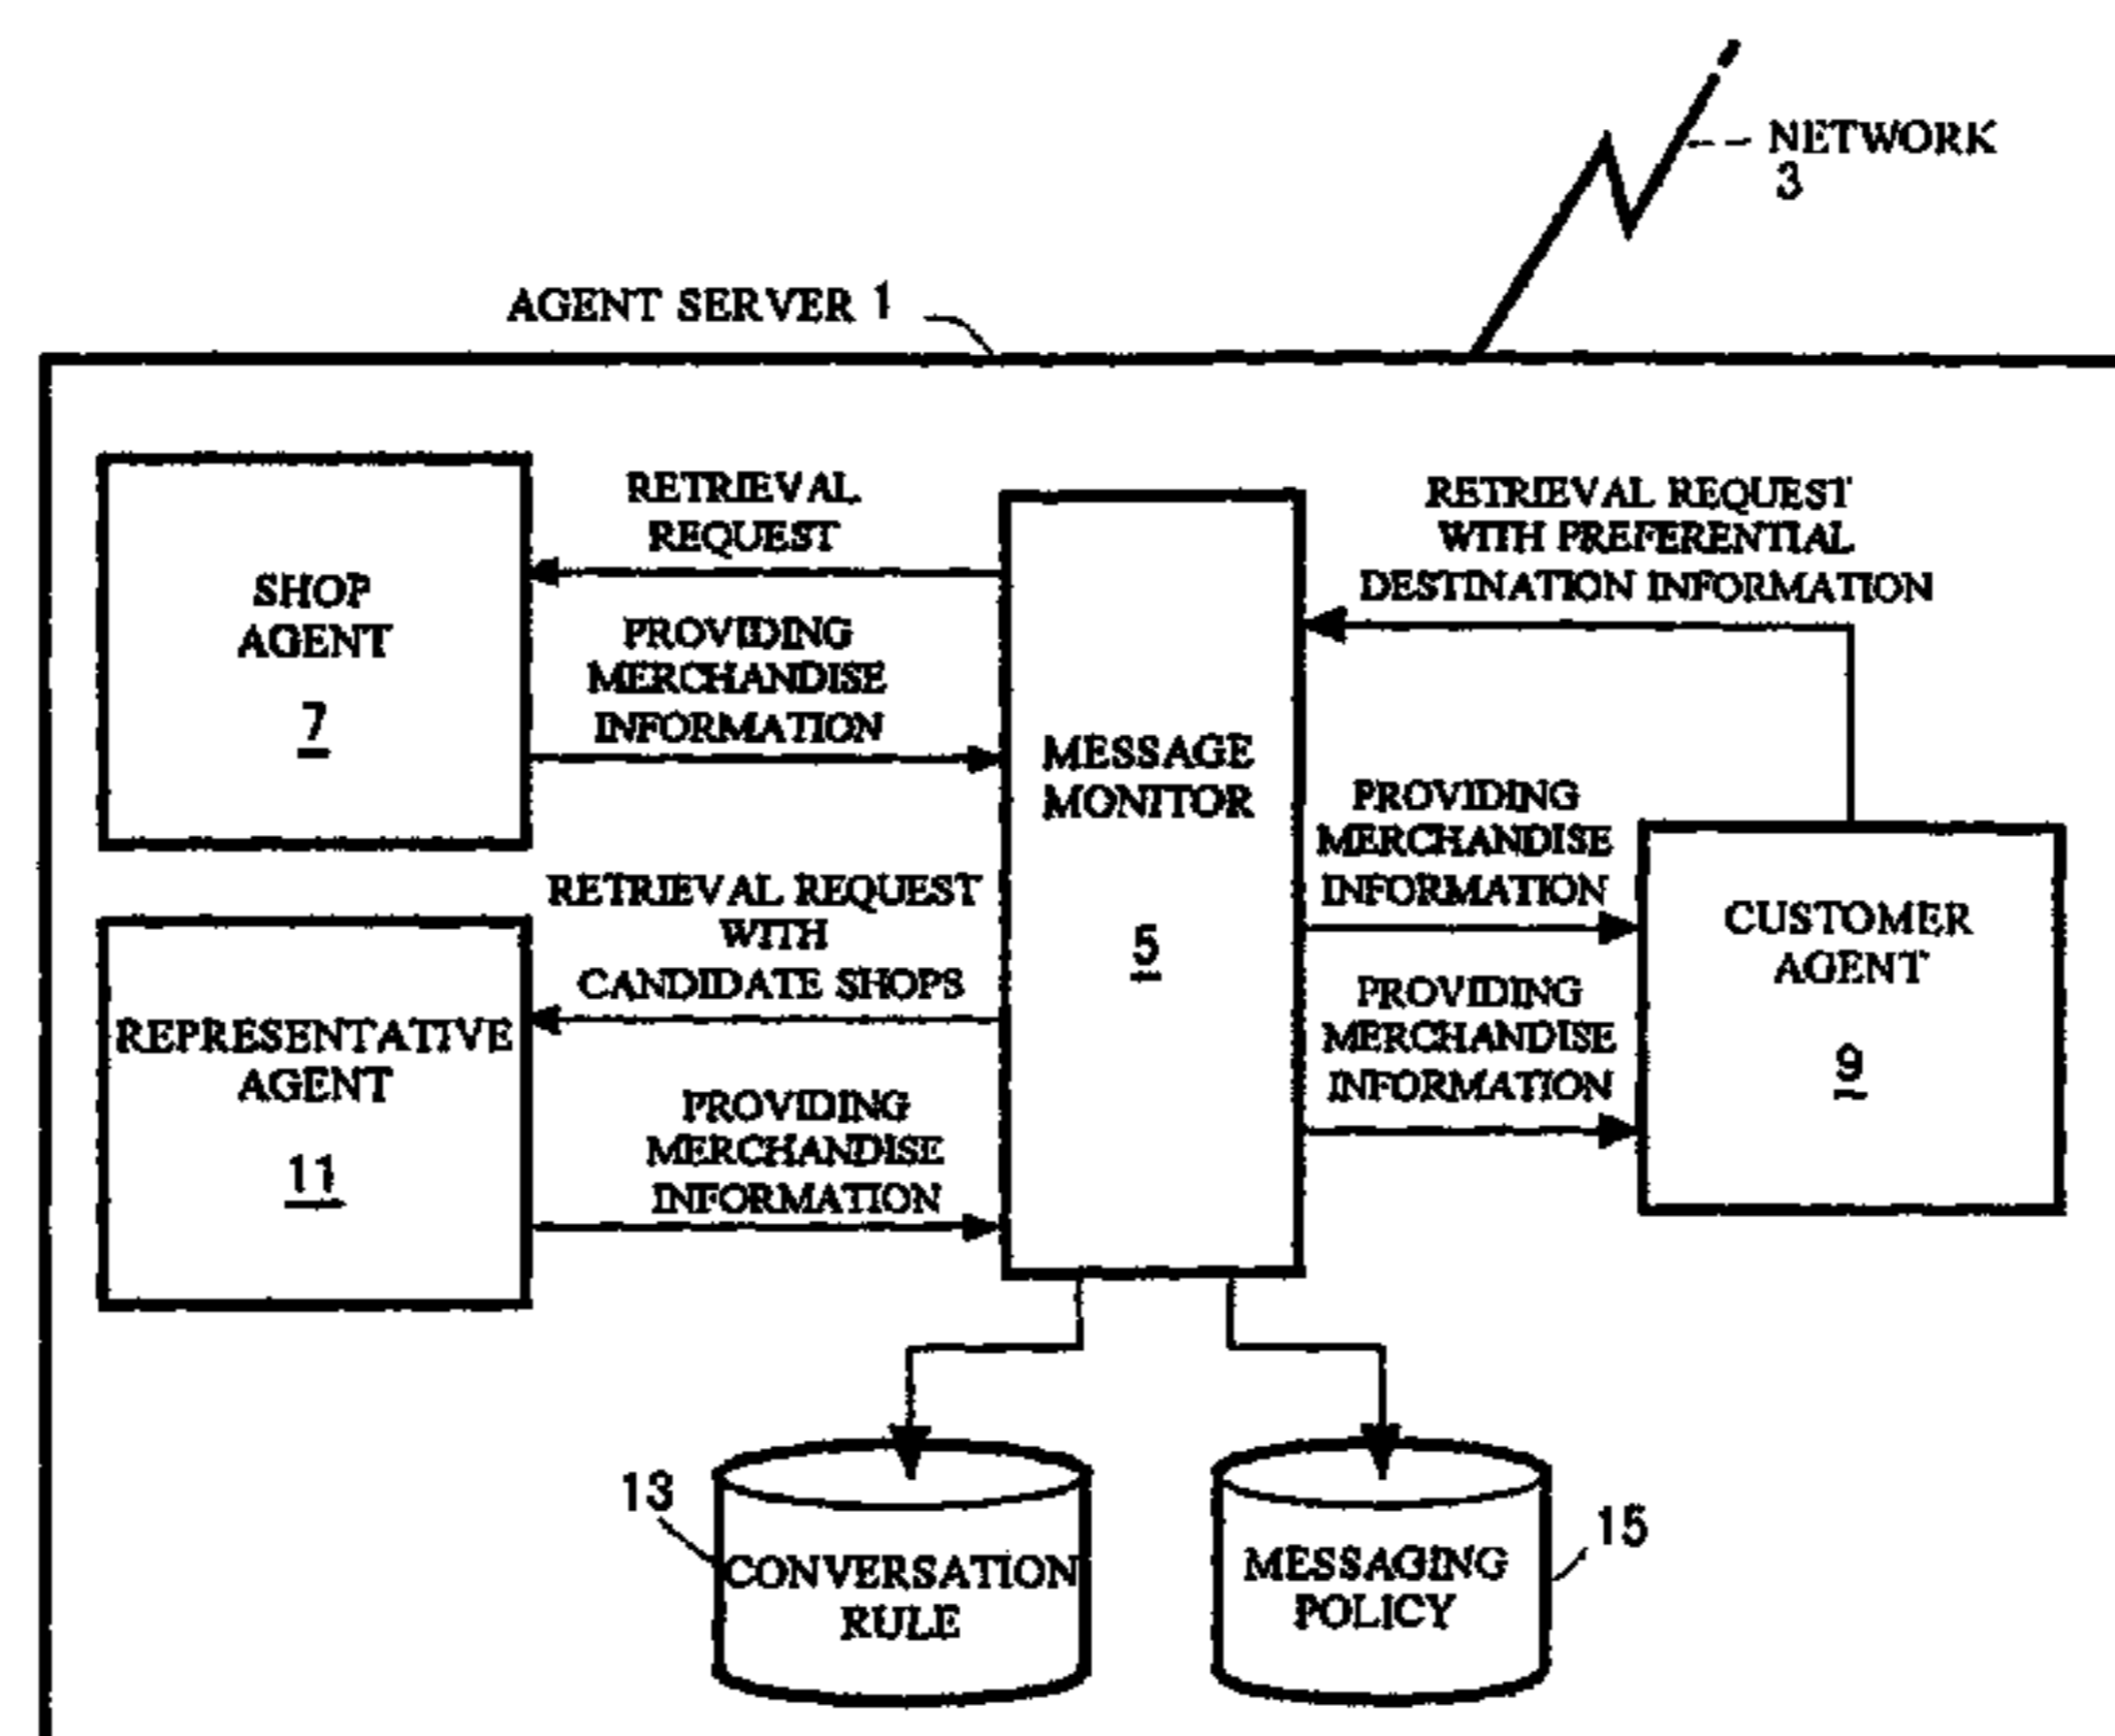 NETWORK
3
AGENT SERVER 1
SHOP
AGENT
7
RETRIEVAL
REQUEST
PROVIDING
MERCHANDISE
INFORMATION
MESSAGE
MONITOR
5
RETRIEVAL REQUEST
WITH PREFERENTIAL
DESTINATION INFORMATION
PROVIDING
MERCHANDISE
INFORMATION
PROVIDING
MERCHANDISE
INFORMATION
CUSTOMER
AGENT
9
RETRIEVAL REQUEST
WITH
CANDIDATE SHOPS
REPRESENTATIVE
AGENT
11
PROVIDING
MERCHANDISE
INFORMATION
13
CONVERSATION
RULE
MESSAGING
POLICY
15